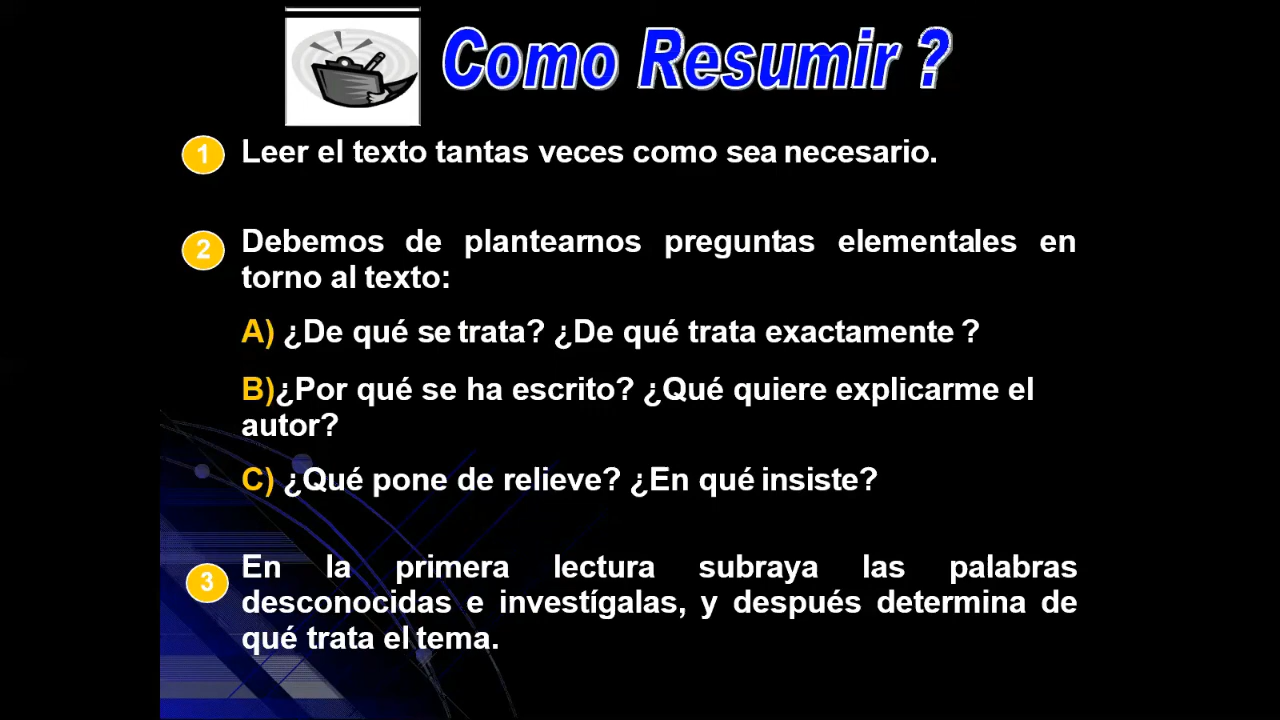 Como Resumir ?
1 Leer el texto tantas veces como sea necesario.
2 Debemos de plantearnos preguntas elementales en
torno al texto:
A) ¿De qué se trata? ¿De qué trata exactamente ?
B)¿Por qué se ha escrito? ¿Qué quiere explicarme el
autor?
C) ¿Qué pone de relieve? ¿En qué insiste?
3 En la primera lectura subraya las palabras
desconocidas e investígalas, y después determina de
qué trata el tema.